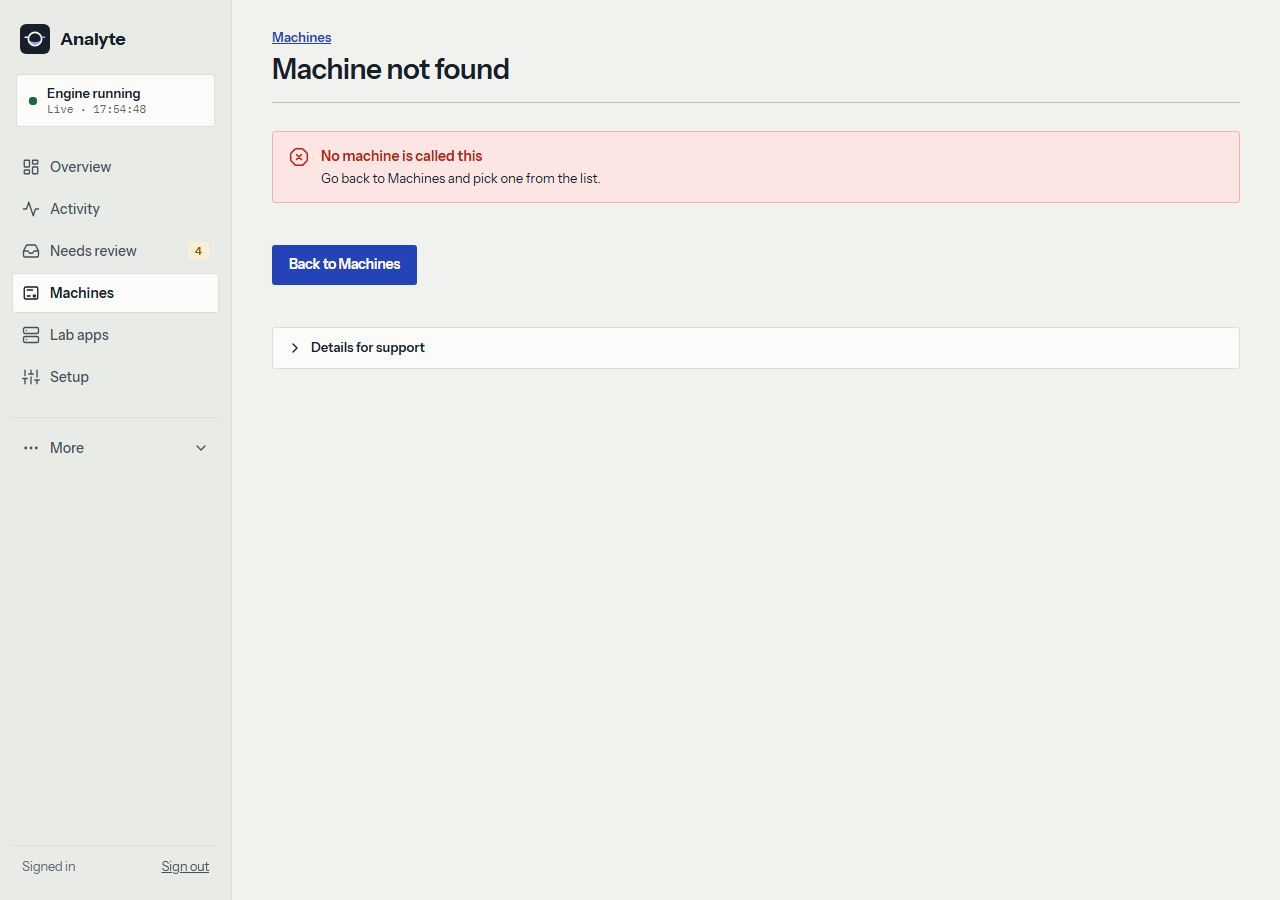 Analyte
Engine running
Live · 17:54:48
Overview
Activity
Needs review 4
Machines
Lab apps
Setup
More
Signed in Sign out
Machines
Machine not found
No machine is called this
Go back to Machines and pick one from the list.
Back to Machines
Details for support